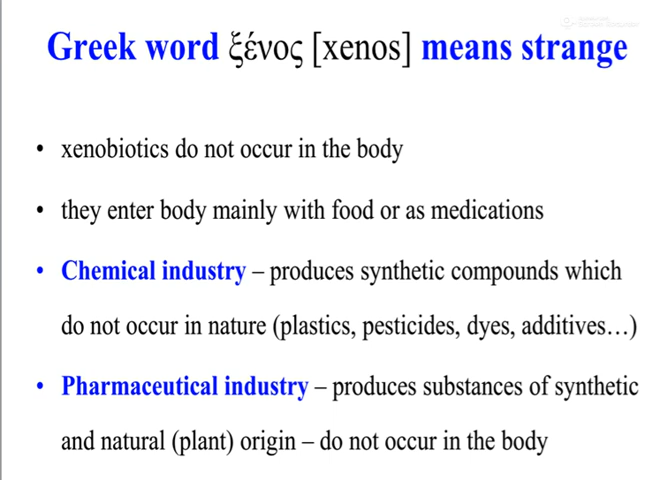 Greek word ξένος [xenos] means strange
• xenobiotics do not occur in the body
• they enter body mainly with food or as medications
• Chemical industry – produces synthetic compounds which
do not occur in nature (plastics, pesticides, dyes, additives…)
• Pharmaceutical industry – produces substances of synthetic
and natural (plant) origin – do not occur in the body